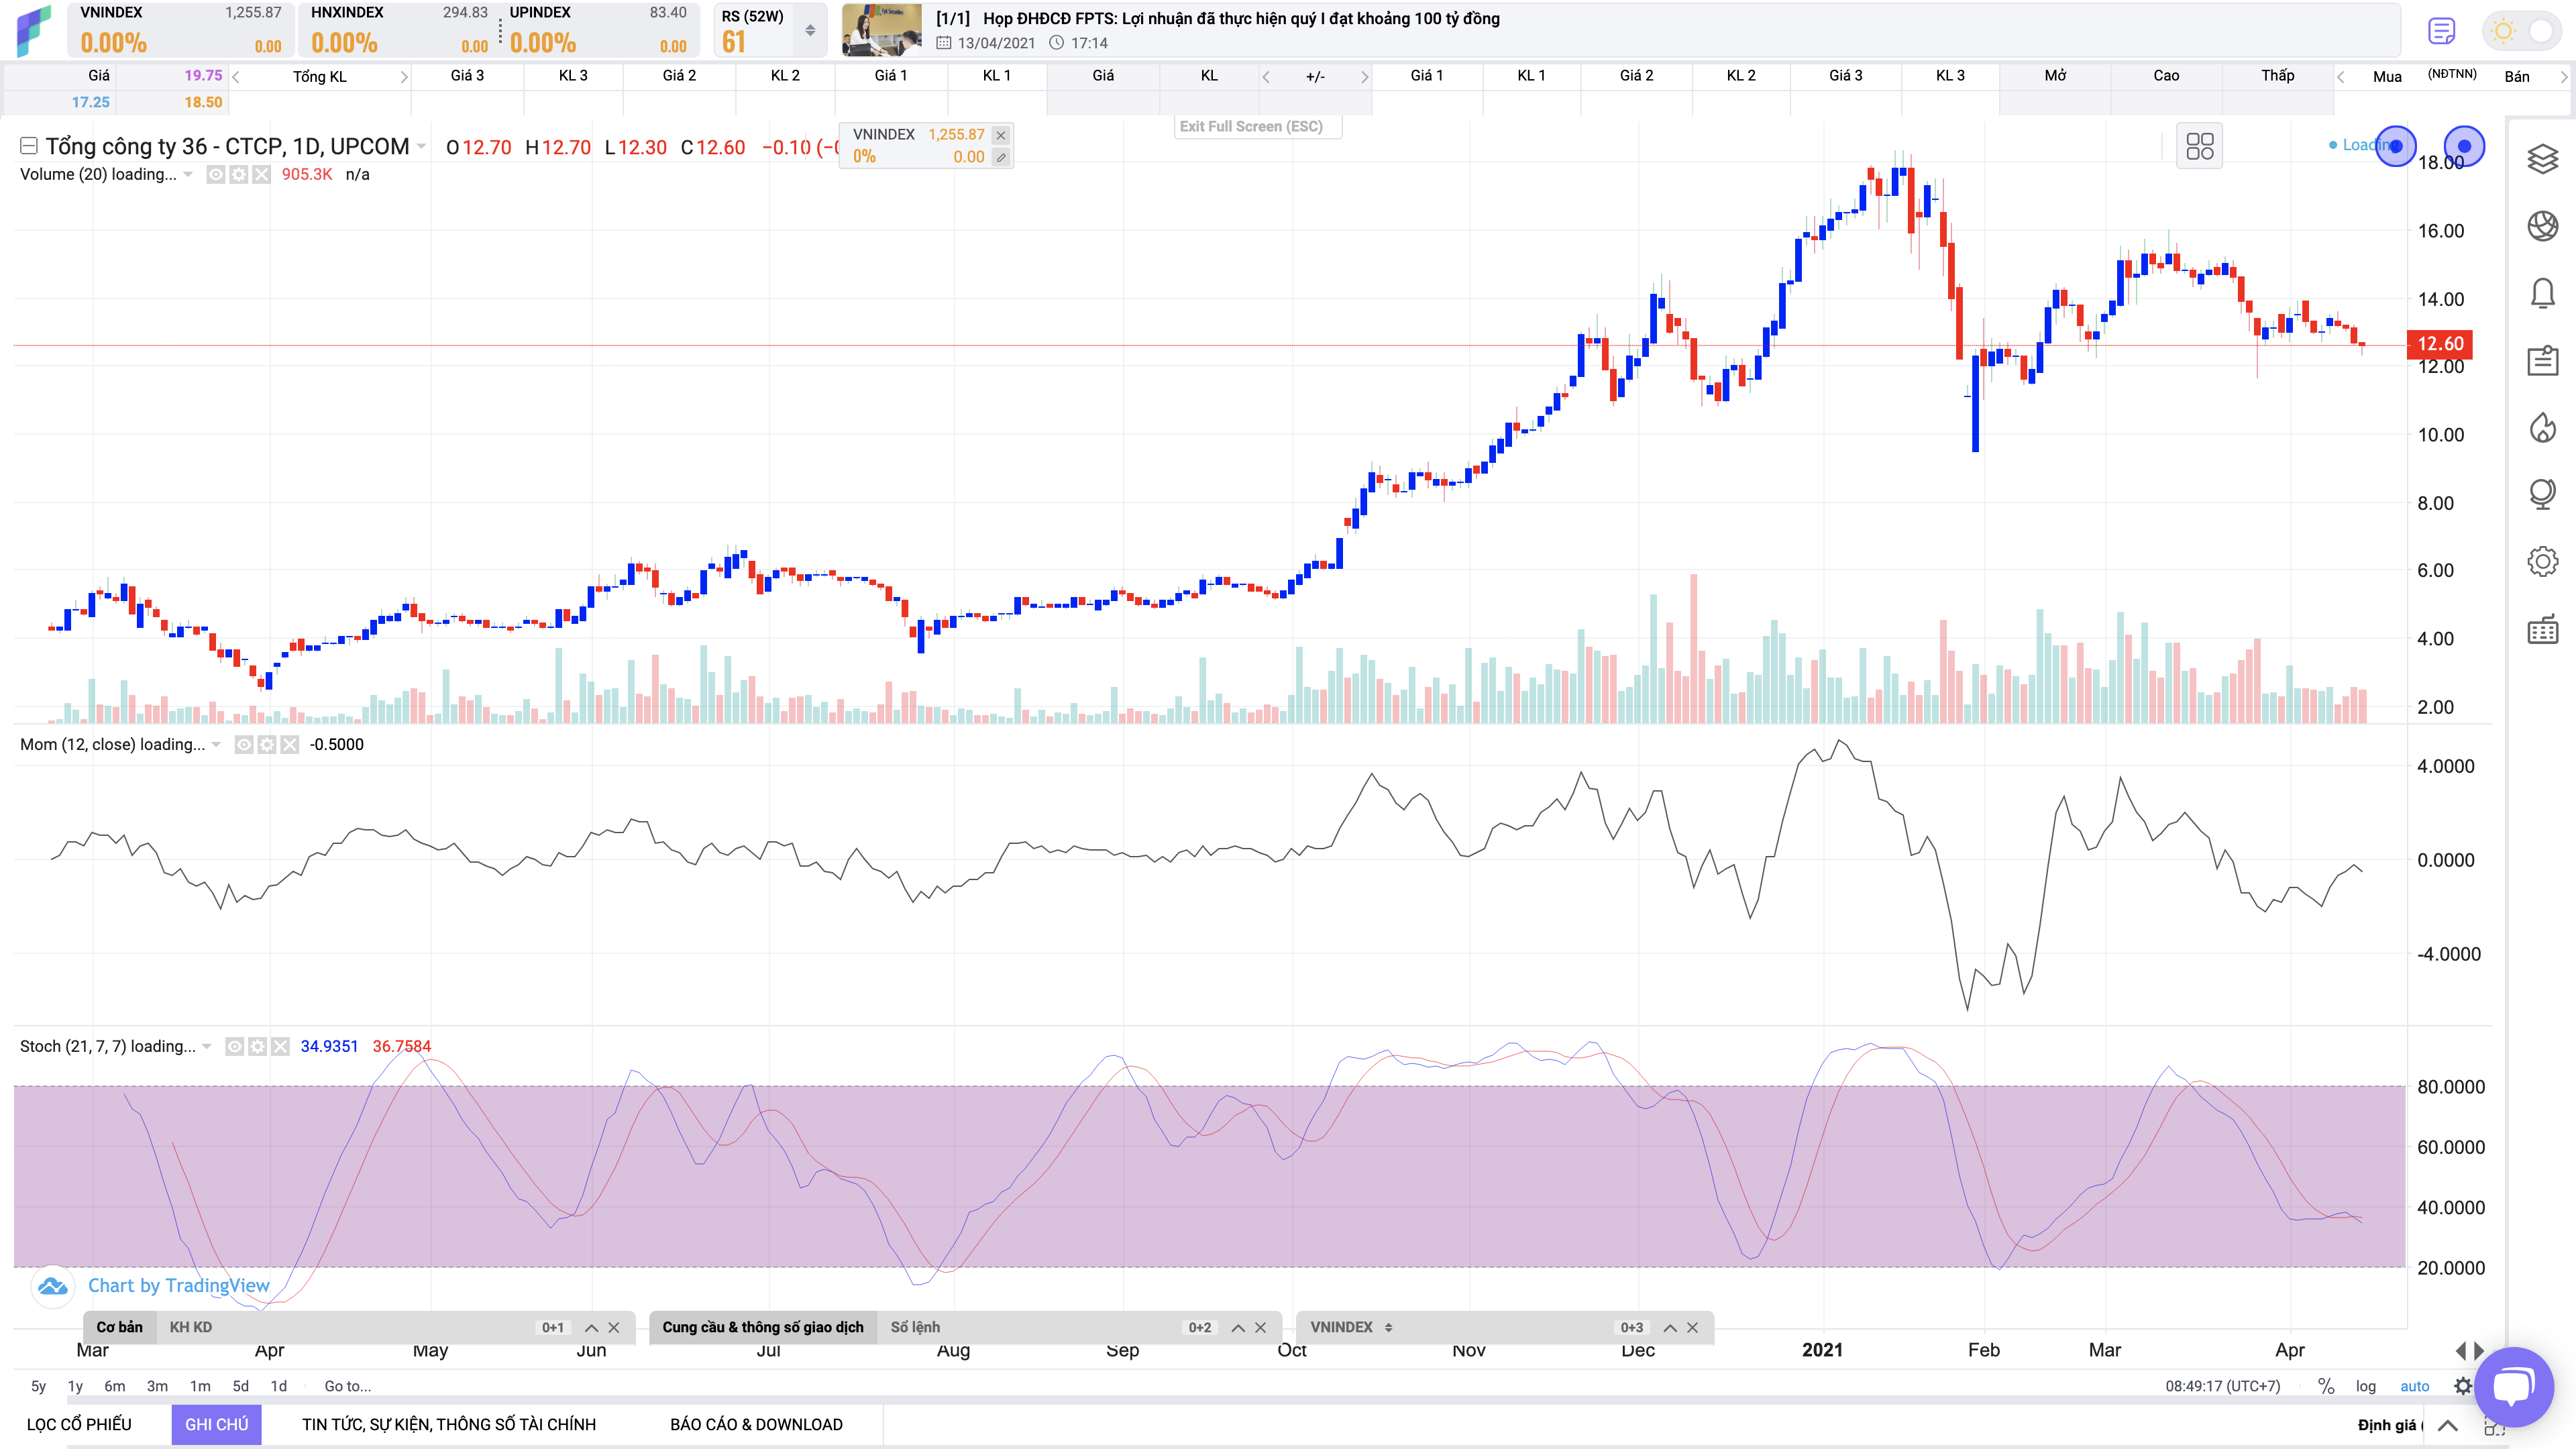 VNINDEX 1,255.87 HNXINDEX 294.83 UPINDEX 83.40 RS (52W)
0.00% 0.00 0.00% 0.00 0.00% 0.00 61
[1/1] Họp ĐHĐCĐ FPTS: Lợi nhuận đã thực hiện quý I đạt khoảng 100 tỷ đồng
13/04/2021 17:14
Giá 19.75 Tổng KL Giá 3 KL 3 Giá 2 KL 2 Giá 1 KL 1 Giá KL +/- Giá 1 KL 1 Giá 2 KL 2 Giá 3 KL 3 Mở Cao Thấp Mua (NĐTNN) Bán
17.25 18.50
Exit Full Screen (ESC)
Tổng công ty 36 - CTCP, 1D, UPCOM O12.70 H12.70 L12.30 C12.60 −0.10
VNINDEX 1,255.87
0% 0.00
Volume (20) loading... 905.3K n/a
18.00
16.00
14.00
12.60
12.00
10.00
8.00
6.00
4.00
2.00
Mom (12, close) loading... -0.5000
4.0000
0.0000
-4.0000
Stoch (21, 7, 7) loading... 34.9351 36.7584
80.0000
60.0000
40.0000
20.0000
Chart by TradingView
Cơ bản KH KD 0+1 Cung cầu & thông số giao dịch Sổ lệnh 0+2 VNINDEX 0+3
Mar Apr May Jun Jul Aug Sep Oct Nov Dec 2021 Feb Mar Apr
5y 1y 6m 3m 1m 5d 1d Go to... 08:49:17 (UTC+7) % log auto
LỌC CỔ PHIẾU GHI CHÚ TIN TỨC, SỰ KIỆN, THÔNG SỐ TÀI CHÍNH BÁO CÁO & DOWNLOAD Định giá